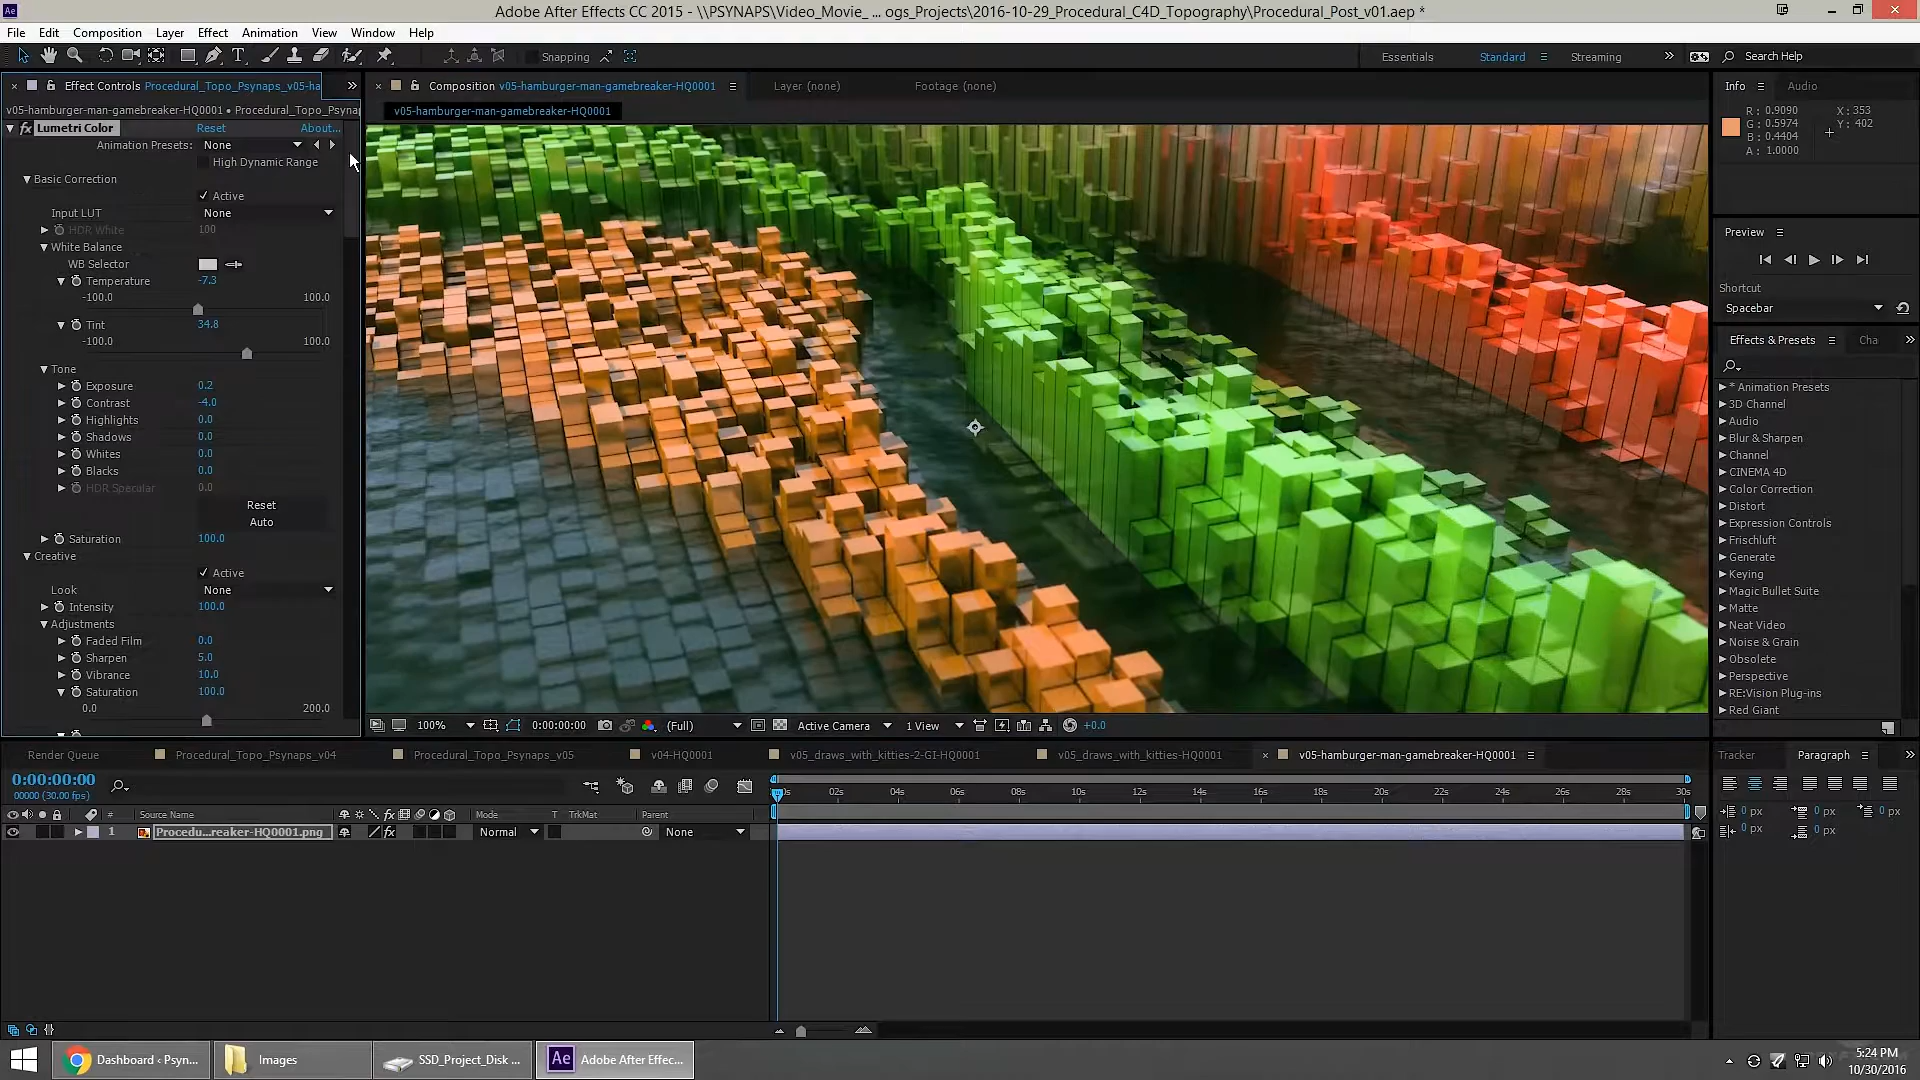 Ae
Adobe After Effects CC 2015 - \\PSYNAPS\Video_Movie_ ... ogs_Projects\2016-10-29_Procedural_C4D_Topography\Procedural_Post_v01.aep *
File Edit Composition Layer Effect Animation View Window Help
T Snapping Essentials Standard Streaming Search Help
Effect Controls Procedural_Topo_Psynaps_v05-ha
Composition v05-hamburger-man-gamebreaker-HQ0001
Layer (none)
Footage (none)
v05-hamburger-man-gamebreaker-HQ0001 • Procedural_Topo_Psynap
v05-hamburger-man-gamebreaker-HQ0001
fx Lumetri Color Reset About...
Animation Presets: None
High Dynamic Range
Basic Correction
Active
Input LUT None
HDR White 100
White Balance
WB Selector
Temperature -7.3
-100.0 100.0
Tint 34.8
-100.0 100.0
Tone
Exposure 0.2
Contrast -4.0
Highlights 0.0
Shadows 0.0
Whites 0.0
Blacks 0.0
HDR Specular 0.0
Reset
Auto
Saturation 100.0
Creative
Active
Look None
Intensity 100.0
Adjustments
Faded Film 0.0
Sharpen 5.0
Vibrance 10.0
Saturation 100.0
0.0 200.0
100% 0:00:00:00 (Full) Active Camera 1 View +0.0
Info Audio
R : 0.9090 X : 353
G : 0.5974 Y : 402
B : 0.4404
A : 1.0000
Preview
Shortcut
Spacebar
Effects & Presets Cha
* Animation Presets
3D Channel
Audio
Blur & Sharpen
Channel
CINEMA 4D
Color Correction
Distort
Expression Controls
Frischluft
Generate
Keying
Magic Bullet Suite
Matte
Neat Video
Noise & Grain
Obsolete
Perspective
RE:Vision Plug-ins
Red Giant
Render Queue Procedural_Topo_Psynaps_v04 Procedural_Topo_Psynaps_v05 v04-HQ0001 v05_draws_with_kitties-2-GI-HQ0001 v05_draws_with_kitties-HQ0001 v05-hamburger-man-gamebreaker-HQ0001
0:00:00:00
00000 (30.00 fps)
02s 04s 06s 08s 10s 12s 14s 16s 18s 20s 22s 24s 26s 28s 30s
# Source Name fx Mode T TrkMat Parent
1 Procedu...reaker-HQ0001.png fx Normal None
Tracker Paragraph
0 px 0 px 0 px
0 px 0 px
Dashboard ‹ Psyn... Images SSD_Project_Disk ... Ae Adobe After Effec...
5:24 PM
10/30/2016